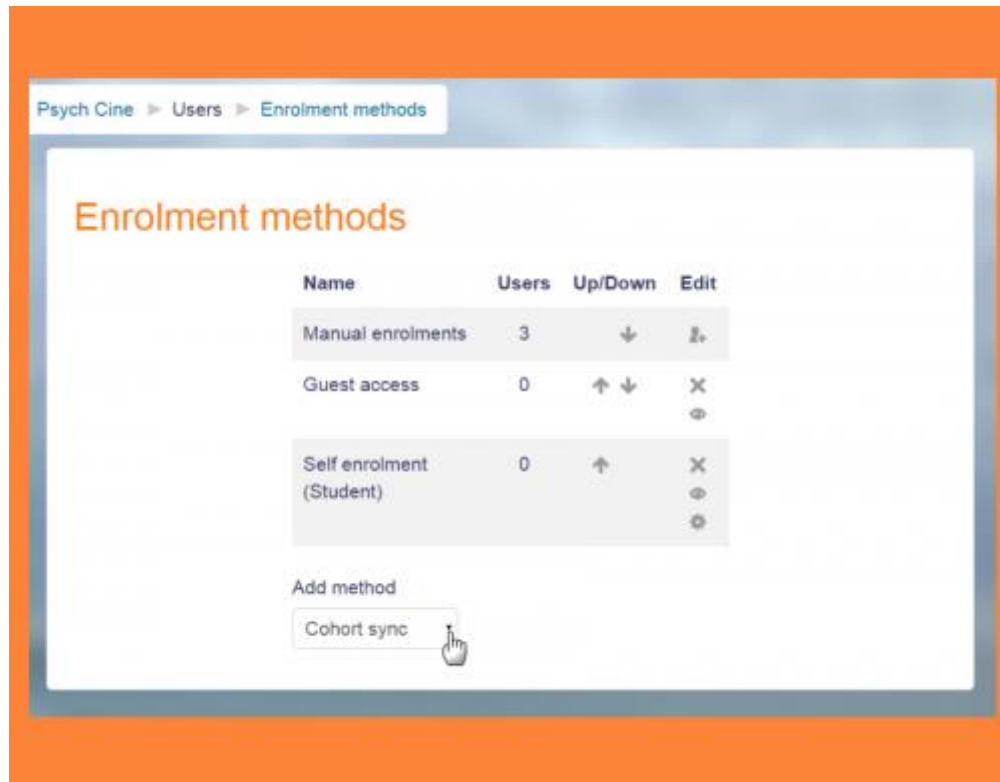 Psych Cine Users Enrolment methods
Enrolment methods
Name Users Up/Down Edit
Manual enrolments 3
Guest access 0
Self enrolment 0
(Student)
Add method
Cohort sync